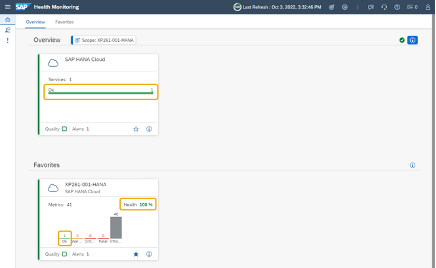 SAP Health Monitoring
Last Refresh : Oct 3, 2022, 3:32:46 PM
Overview Favorites
Overview Scope: XP261-001-HANA
SAP HANA Cloud
Services 1
Ok 1
Quality Alerts 1
Favorites
XP261-001-HANA
SAP HANA Cloud
Metrics 41
Health 100 %
40
1 0 0 0
Ok War... Criti... Fatal Infor...
Quality Alerts 1